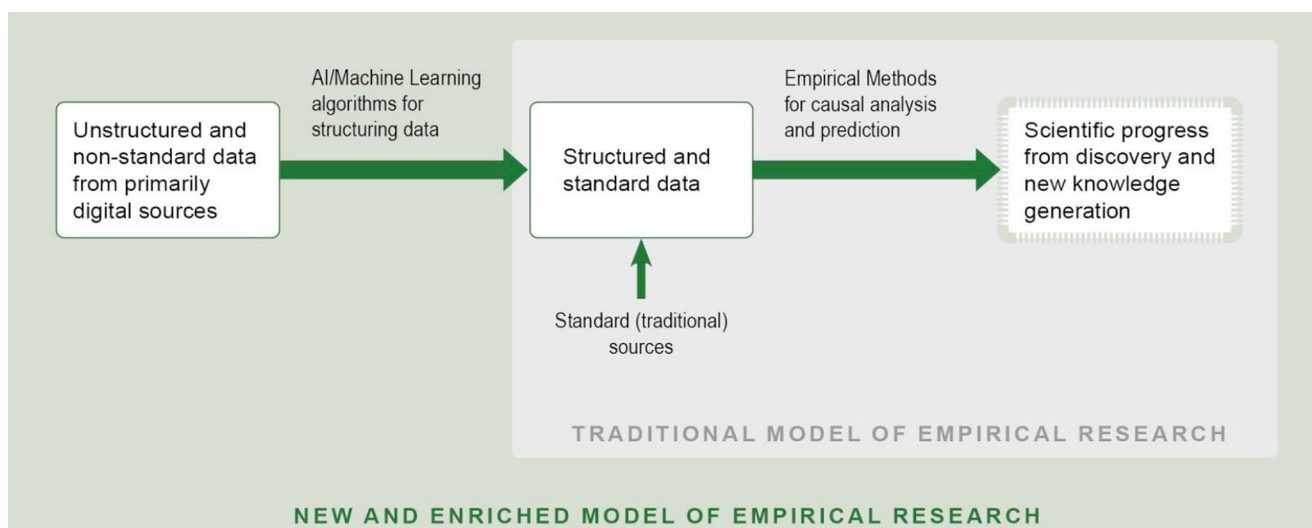 AI/Machine Learning
algorithms for
structuring data
Empirical Methods
for causal analysis
and prediction
Unstructured and
non-standard data
from primarily
digital sources
Structured and
standard data
Scientific progress
from discovery and
new knowledge
generation
Standard (traditional)
sources
TRADITIONAL MODEL OF EMPIRICAL RESEARCH
NEW AND ENRICHED MODEL OF EMPIRICAL RESEARCH